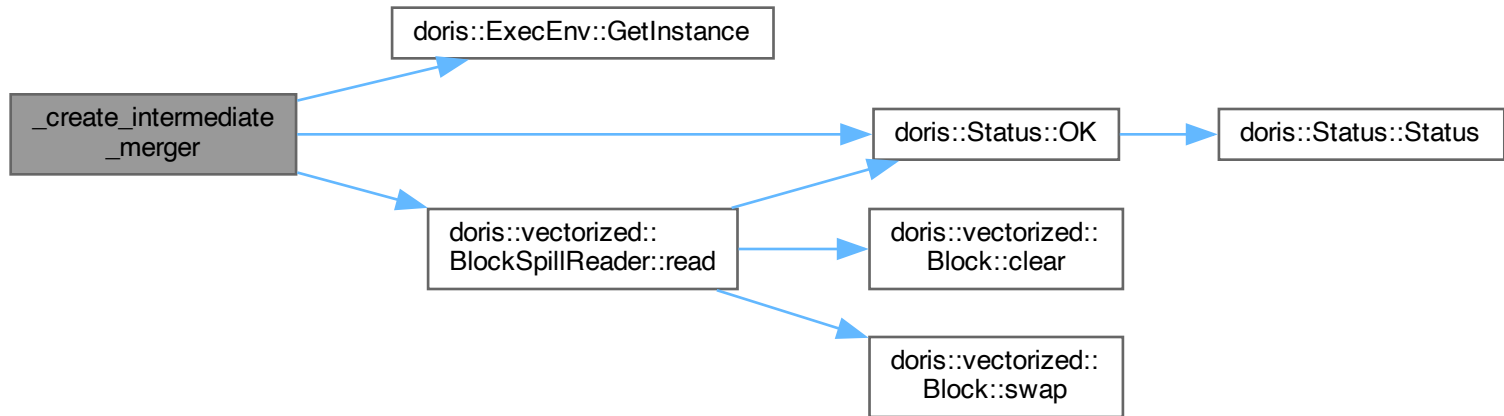 doris::ExecEnv::GetInstance
_create_intermediate
_merger
doris::Status::OK
doris::Status::Status
doris::vectorized::
BlockSpillReader::read
doris::vectorized::
Block::clear
doris::vectorized::
Block::swap